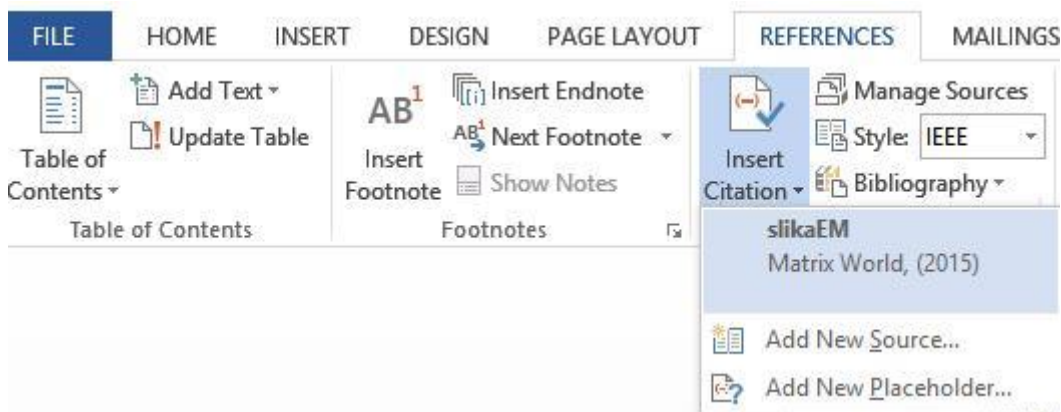 FILE HOME INSERT DESIGN PAGE LAYOUT REFERENCES MAILINGS
Table of
Contents
Add Text
Update Table
Table of Contents
AB1
Insert
Footnote
Insert Endnote
Next Footnote
Show Notes
Footnotes
Insert
Citation
Manage Sources
Style: IEEE
Bibliography
slikaEM
Matrix World, (2015)
Add New Source...
Add New Placeholder...